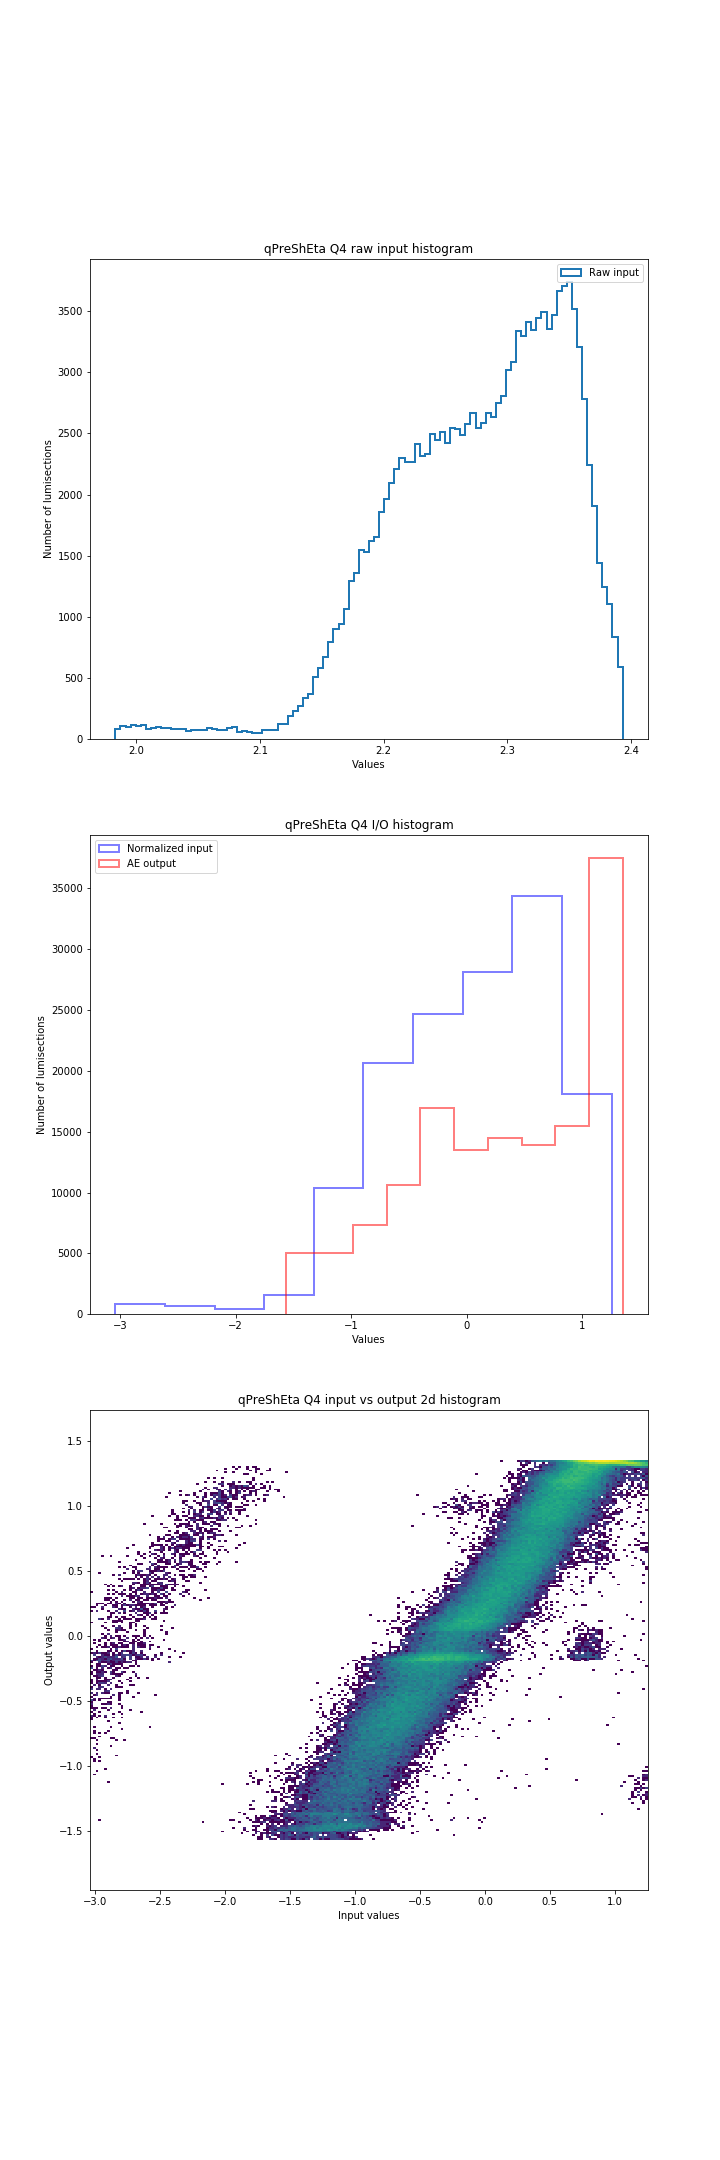 qPreShEta Q4 raw input histogram
Raw input
3500
3000
2500
2000
1500
1000
500
0
Number of lumisections
2.0 2.1 2.2 2.3 2.4
Values
qPreShEta Q4 I/O histogram
Normalized input
AE output
35000
30000
25000
20000
15000
10000
5000
0
Number of lumisections
−3 −2 −1 0 1
Values
qPreShEta Q4 input vs output 2d histogram
1.5
1.0
0.5
0.0
−0.5
−1.0
−1.5
Output values
−3.0 −2.5 −2.0 −1.5 −1.0 −0.5 0.0 0.5 1.0
Input values